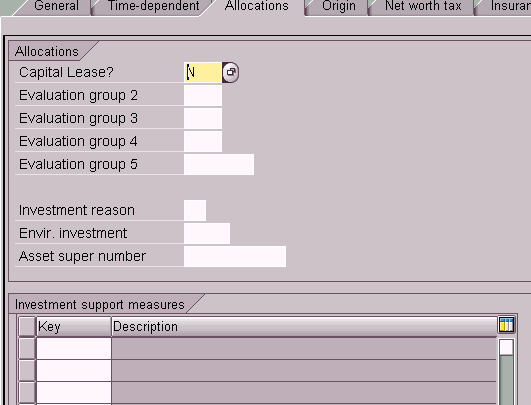 General Time-dependent Allocations Origin Net worth tax Insuran
Allocations
Capital Lease? N
Evaluation group 2
Evaluation group 3
Evaluation group 4
Evaluation group 5
Investment reason
Envir. investment
Asset super number
Investment support measures
Key Description